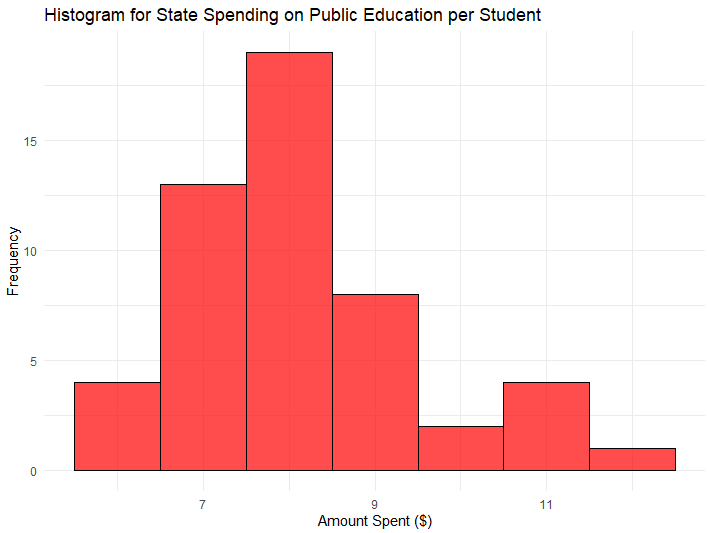 Histogram for State Spending on Public Education per Student
Frequency
15
10
5
0
7 9 11
Amount Spent ($)